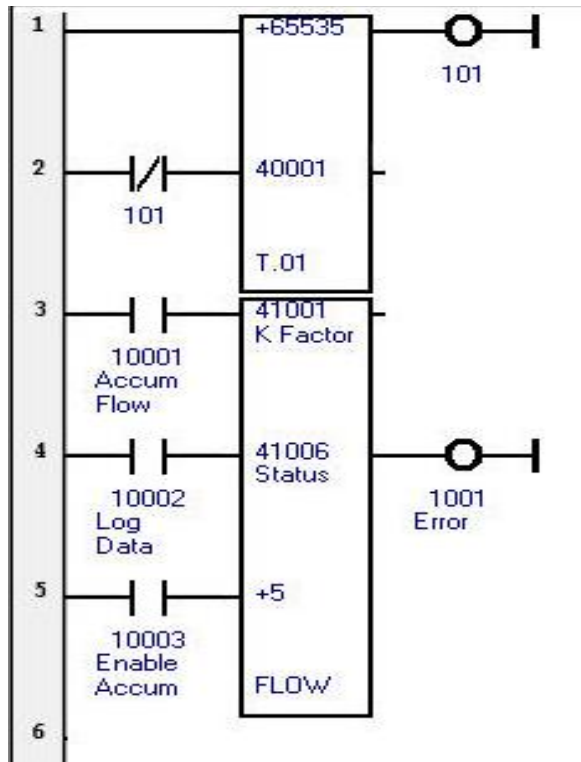 1
+65535
101
2
40001
101
T.01
3
41001
K Factor
10001
Accum
Flow
4
41006
Status
10002
Log
Data
1001
Error
5
+5
10003
Enable
Accum
FLOW
6